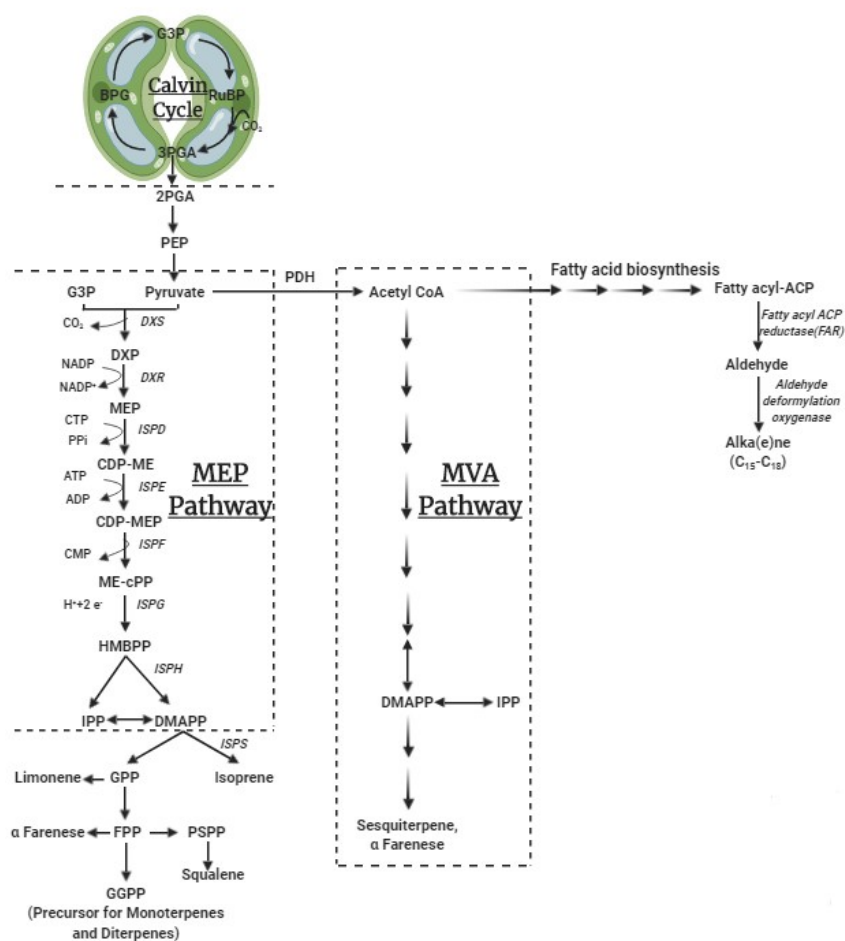 G3P
Calvin
Cycle
BPG
RuBP
CO₂
3PGA
2PGA
PEP
G3P
Pyruvate
PDH
Acetyl CoA
Fatty acid biosynthesis
Fatty acyl-ACP
CO₂
DXS
Fatty acyl ACP
reductase(FAR)
DXP
Aldehyde
NADP
NADP⁺
DXR
Aldehyde
deformylation
oxygenase
MEP
CTP
PPi
ISPD
Alka(e)ne
(C₁₅-C₁₈)
CDP-ME
MEP
Pathway
MVA
Pathway
ATP
ADP
ISPE
CDP-MEP
CMP
ISPF
ME-cPP
H⁺+2 e⁻
ISPG
HMBPP
ISPH
IPP
DMAPP
DMAPP
IPP
ISPS
Limonene
GPP
Isoprene
α Farenese
FPP
PSPP
Sesquiterpene,
α Farenese
Squalene
GGPP
(Precursor for Monoterpenes
and Diterpenes)